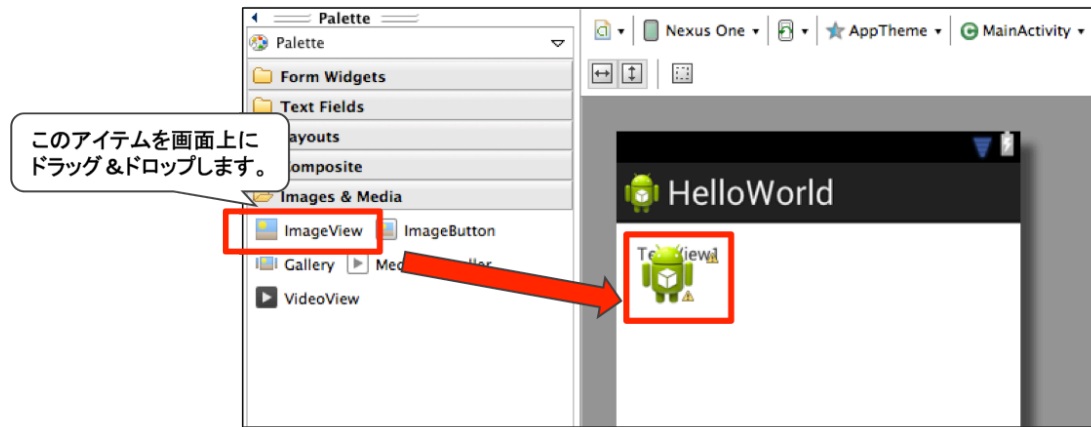 Palette
Palette
Form Widgets
Text Fields
ayouts
omposite
Images & Media
ImageView
ImageButton
Gallery
VideoView
このアイテムを画面上に
ドラッグ&ドロップします。
Nexus One
AppTheme
MainActivity
HelloWorld